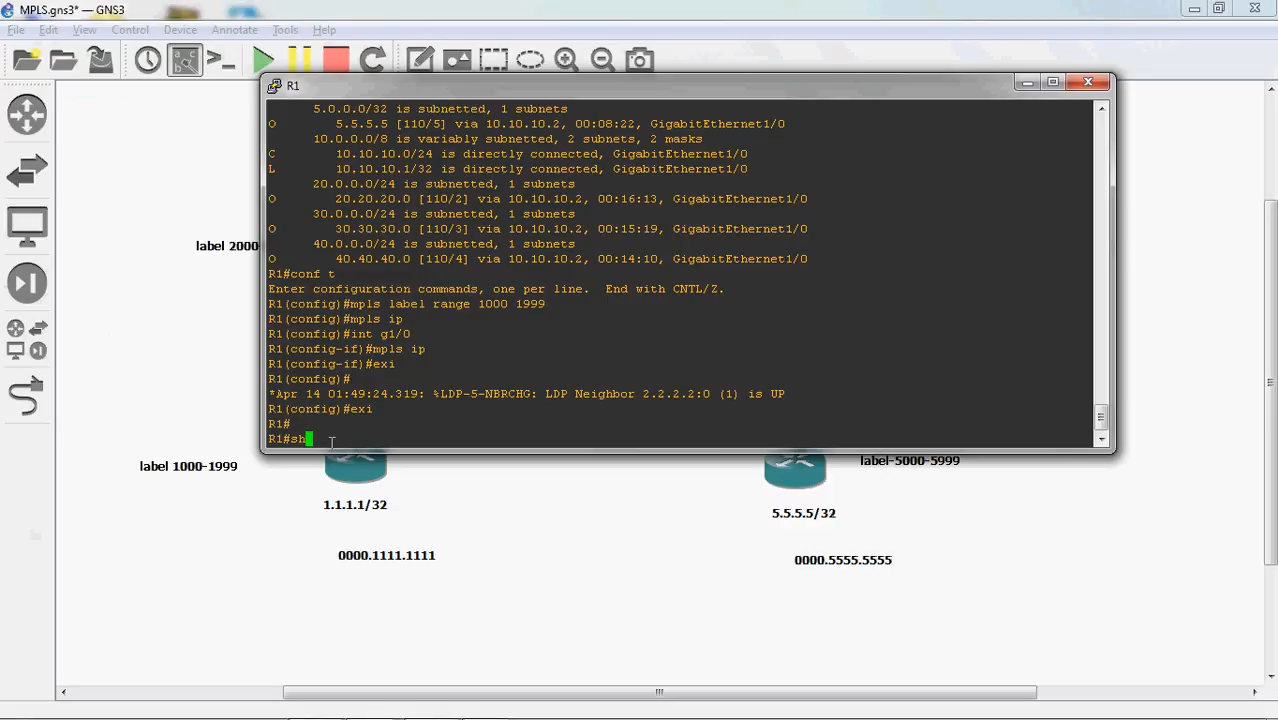 MPLS.gns3* — GNS3
File Edit View Control Device Annotate Tools Help
R1
5.0.0.0/32 is subnetted, 1 subnets
O 5.5.5.5 [110/5] via 10.10.10.2, 00:08:22, GigabitEthernet1/0
10.0.0.0/8 is variably subnetted, 2 subnets, 2 masks
C 10.10.10.0/24 is directly connected, GigabitEthernet1/0
L 10.10.10.1/32 is directly connected, GigabitEthernet1/0
20.0.0.0/24 is subnetted, 1 subnets
O 20.20.20.0 [110/2] via 10.10.10.2, 00:16:13, GigabitEthernet1/0
30.0.0.0/24 is subnetted, 1 subnets
O 30.30.30.0 [110/3] via 10.10.10.2, 00:15:19, GigabitEthernet1/0
40.0.0.0/24 is subnetted, 1 subnets
O 40.40.40.0 [110/4] via 10.10.10.2, 00:14:10, GigabitEthernet1/0
R1#conf t
Enter configuration commands, one per line. End with CNTL/Z.
R1(config)#mpls label range 1000 1999
R1(config)#mpls ip
R1(config)#int g1/0
R1(config-if)#mpls ip
R1(config-if)#exi
R1(config)#
*Apr 14 01:49:24.319: %LDP-5-NBRCHG: LDP Neighbor 2.2.2.2:0 (1) is UP
R1(config)#exi
R1#
R1#sh
label 2000-
label 1000-1999
label-5000-5999
1.1.1.1/32
5.5.5.5/32
0000.1111.1111
0000.5555.5555